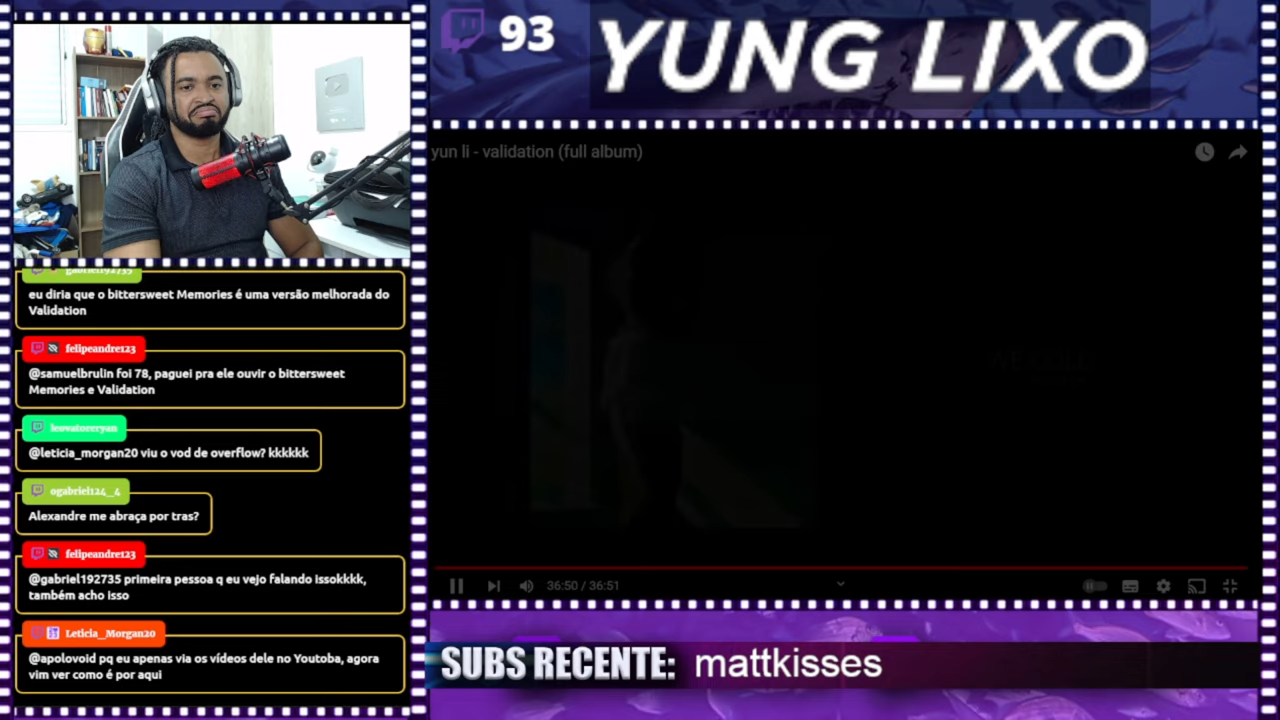 93
YUNG LIXO
yun li - validation (full album)
gabriel192735
eu diria que o bittersweet Memories é uma versão melhorada do
Validation
felipeandre123
@samuelbrulin foi 78, paguei pra ele ouvir o bittersweet
Memories e Validation
leovatoreryan
@leticia_morgan20 viu o vod de overflow? kkkkkk
ogabriel124_4
Alexandre me abraça por tras?
felipeandre123
@gabriel192735 primeira pessoa q eu vejo falando issokkkk,
também acho isso
Leticia_Morgan20
@apolovoid pq eu apenas via os vídeos dele no Youtoba, agora
vim ver como é por aqui
36:50 / 36:51
SUBS RECENTE: mattkisses